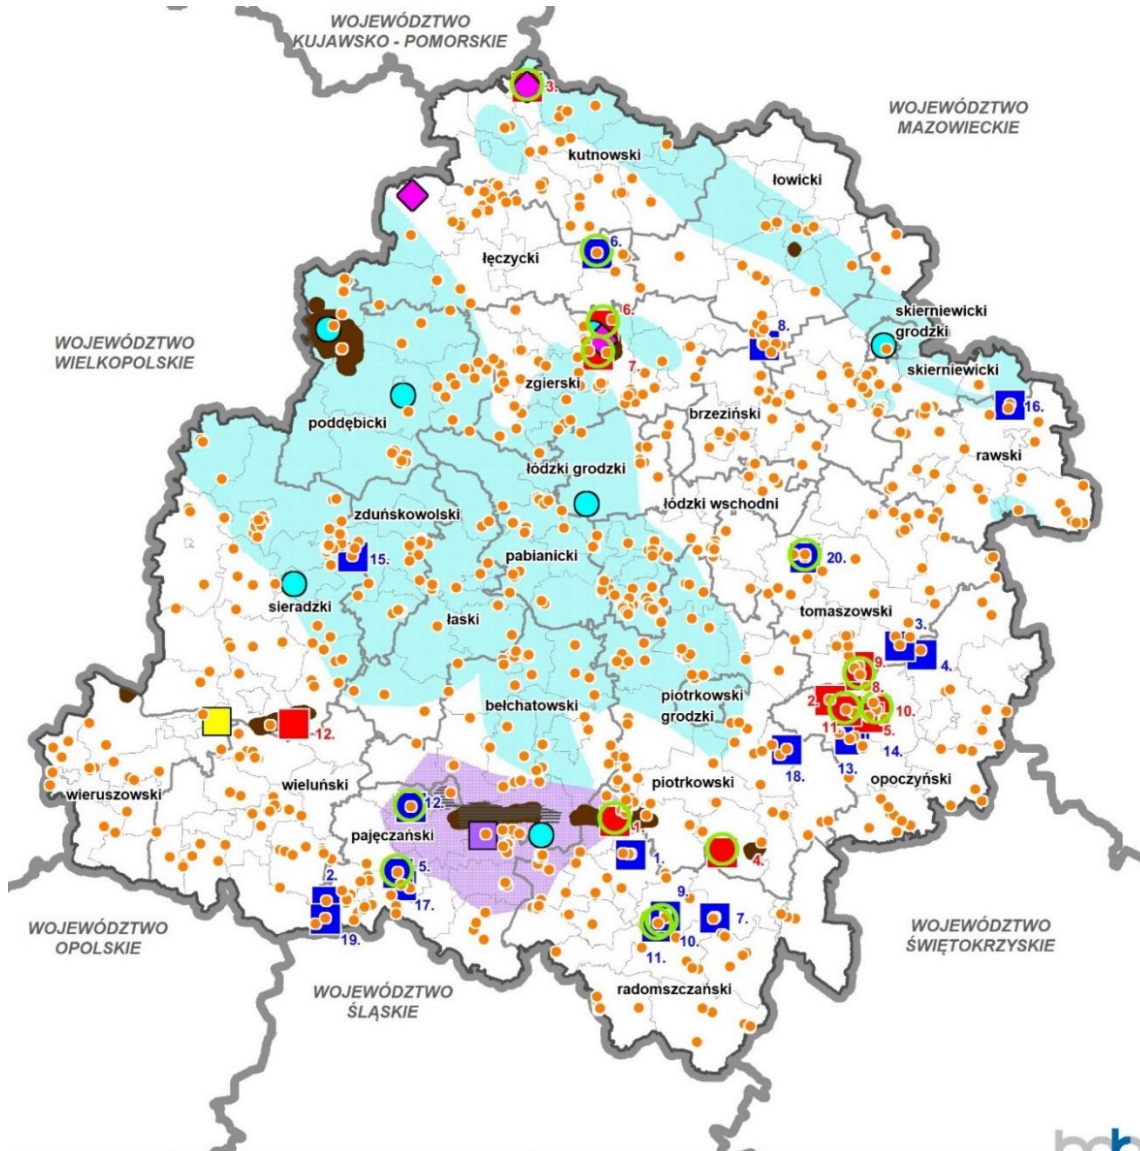 WOJEWÓDZTWO
KUJAWSKO - POMORSKIE
3.
WOJEWÓDZTWO
MAZOWIECKIE
kutnowski
łowicki
6.
łęczycki
6.
skierniewicki
grodzki
8.
WOJEWÓDZTWO
WIELKOPOLSKIE
7.
skierniewicki
zgierski
16.
brzeziński
poddębicki
rawski
łódzki grodzki
łódzki wschodni
zduńskowolski
pabianicki
15.
20.
sieradzki
tomaszowski
łaski
3.
4.
9.
8.
piotrkowski
grodzki
bełchatowski
2.
10.
11.
5.
-12.
14.
18.
13.
opoczyński
wieluński
piotrkowski
wieruszowski
12.
pajęczański
1.
4.
1.
5.
2.
17.
9.
7.
19.
10.
11.
WOJEWÓDZTWO
OPOLSKIE
WOJEWÓDZTWO
ŚWIĘTOKRZYSKIE
radomszczański
WOJEWÓDZTWO
ŚLĄSKIE